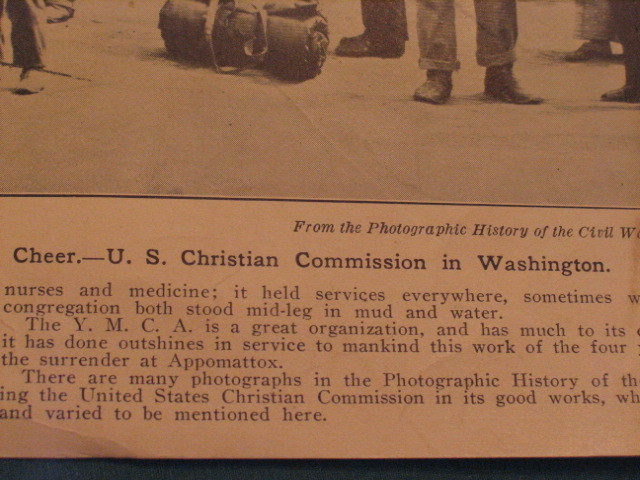 From the Photographic History of the Civil
Cheer.—U. S. Christian Commission in Washington.
nurses and medicine; it held services everywhere, sometimes
congregation both stood mid-leg in mud and water.
The Y. M. C. A. is a great organization, and has much to its
it has done outshines in service to mankind this work of the four
the surrender at Appomattox.
There are many photographs in the Photographic History of the
ing the United States Christian Commission in its good works,
and varied to be mentioned here.